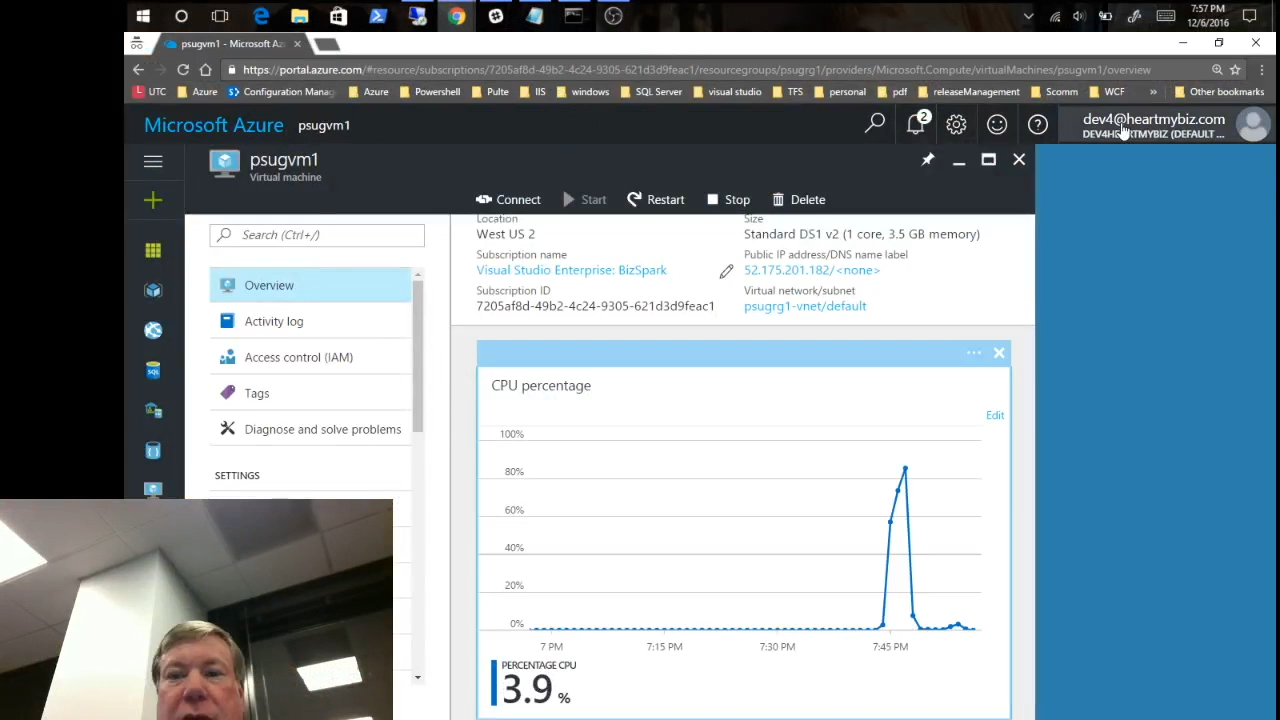 7:57 PM
12/6/2016
psugvm1 - Microsoft Az
https://portal.azure.com/#resource/subscriptions/7205af8d-49b2-4c24-9305-621d3d9feac1/resourcegroups/psugrg1/providers/Microsoft.Compute/virtualMachines/psugvm1/overview
UTC Azure Configuration Manag Azure Powershell Pulte IIS windows SQL Server visual studio TFS personal pdf releaseManagement Scomm WCF » Other bookmarks
Microsoft Azure psugvm1
2
dev4@heartmybiz.com
DEV4HEARTMYBIZ (DEFAULT ...
psugvm1
Virtual machine
Connect Start Restart Stop Delete
Search (Ctrl+/)
Overview
Activity log
Access control (IAM)
Tags
Diagnose and solve problems
SETTINGS
Location
West US 2
Subscription name
Visual Studio Enterprise: BizSpark
Subscription ID
7205af8d-49b2-4c24-9305-621d3d9feac1
Size
Standard DS1 v2 (1 core, 3.5 GB memory)
Public IP address/DNS name label
52.175.201.182/<none>
Virtual network/subnet
psugrg1-vnet/default
CPU percentage
Edit
100%
80%
60%
40%
20%
0%
7 PM 7:15 PM 7:30 PM 7:45 PM
PERCENTAGE CPU
3.9 %